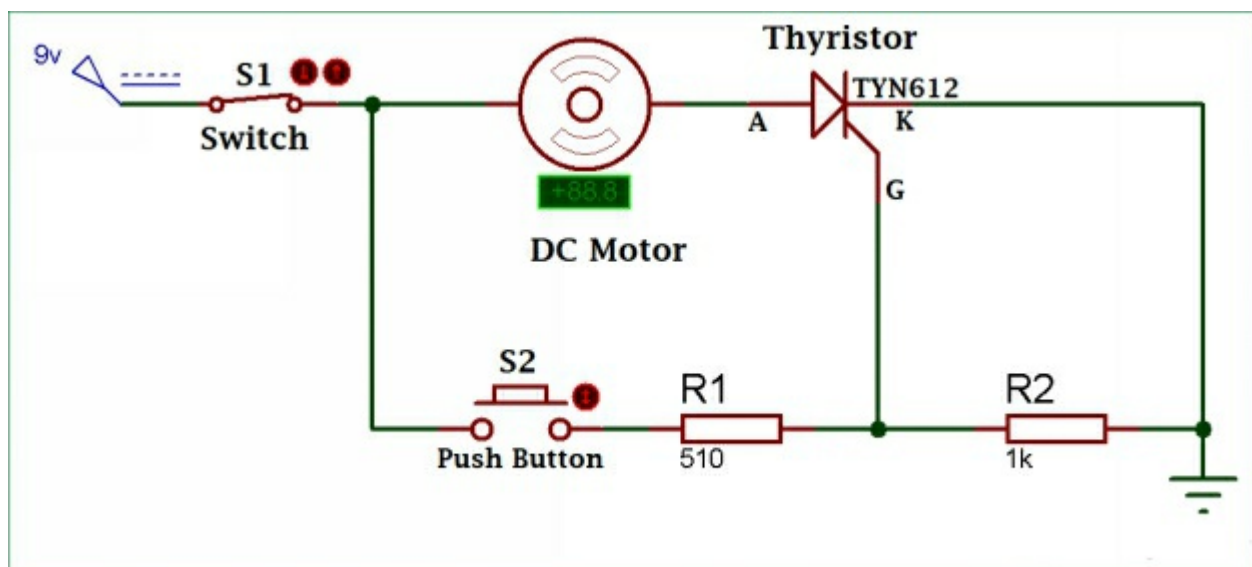 Thyristor
9v
S1
TYN612
Switch
A
K
G
+88.8
DC Motor
S2
R1
R2
Push Button
510
1k